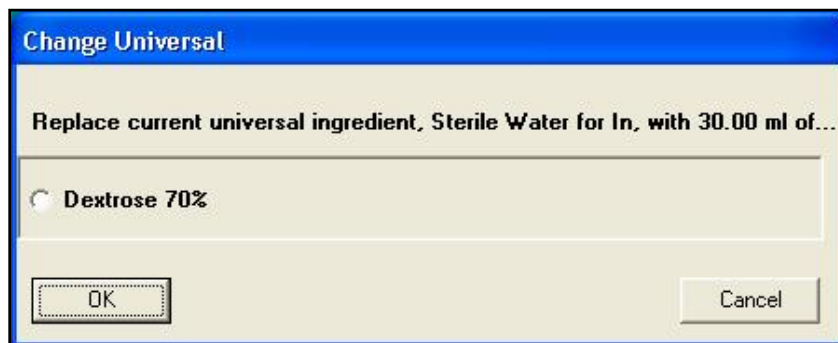 Change Universal
Replace current universal ingredient, Sterile Water for In, with 30.00 ml of...
Dextrose 70%
OK
Cancel